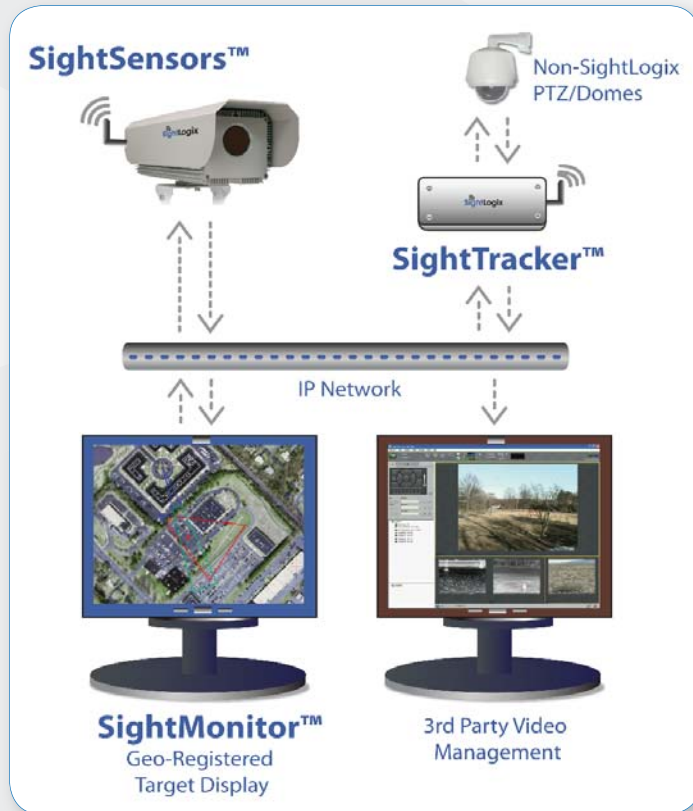 SightSensors™
Non-SightLogix
PTZ/Domes
SightLogix
SightLogix
SightTracker™
IP Network
SightMonitor™
Geo-Registered
Target Display
3rd Party Video
Management